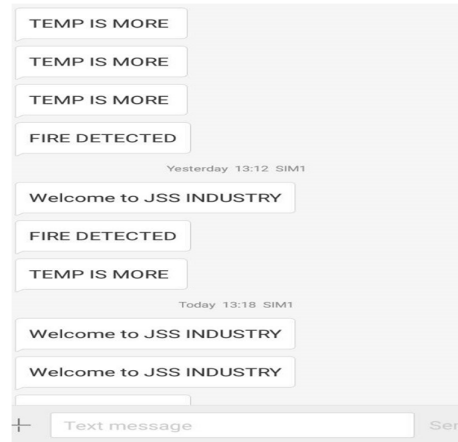 TEMP IS MORE
TEMP IS MORE
TEMP IS MORE
FIRE DETECTED
Yesterday 13:12 SIM1
Welcome to JSS INDUSTRY
FIRE DETECTED
TEMP IS MORE
Today 13:18 SIM1
Welcome to JSS INDUSTRY
Welcome to JSS INDUSTRY
Text message